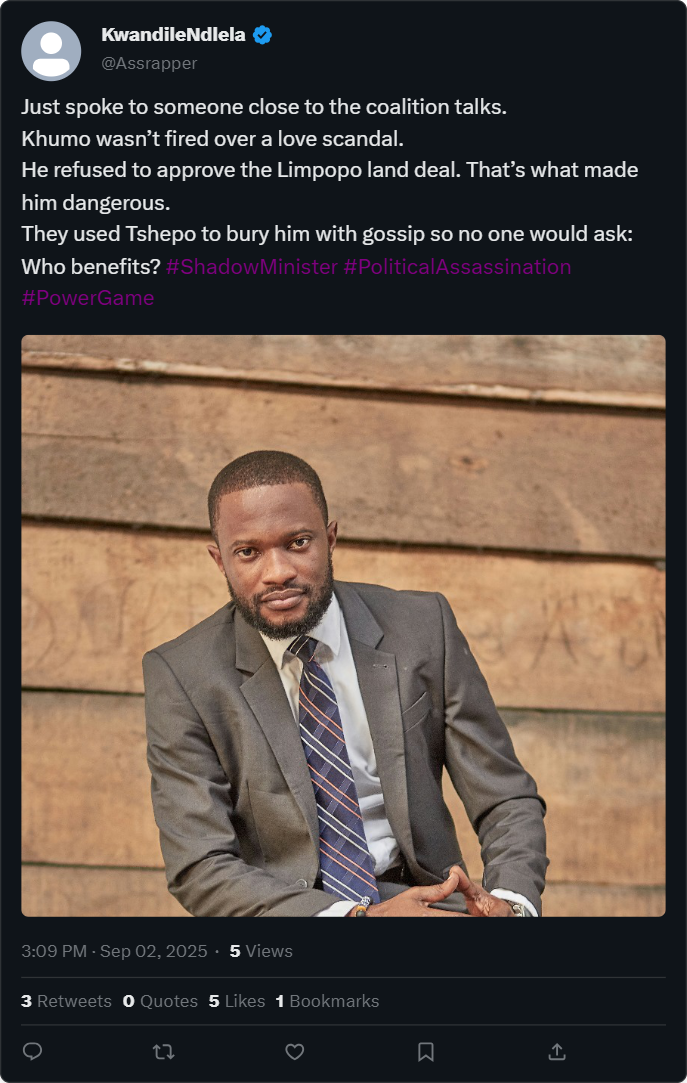 KwandileNdlela
@Assrapper
Just spoke to someone close to the coalition talks.
Khumo wasn’t fired over a love scandal.
He refused to approve the Limpopo land deal. That’s what made
him dangerous.
They used Tshepo to bury him with gossip so no one would ask:
Who benefits? #ShadowMinister #PoliticalAssassination
#PowerGame
3:09 PM · Sep 02, 2025 · 5 Views
3 Retweets 0 Quotes 5 Likes 1 Bookmarks